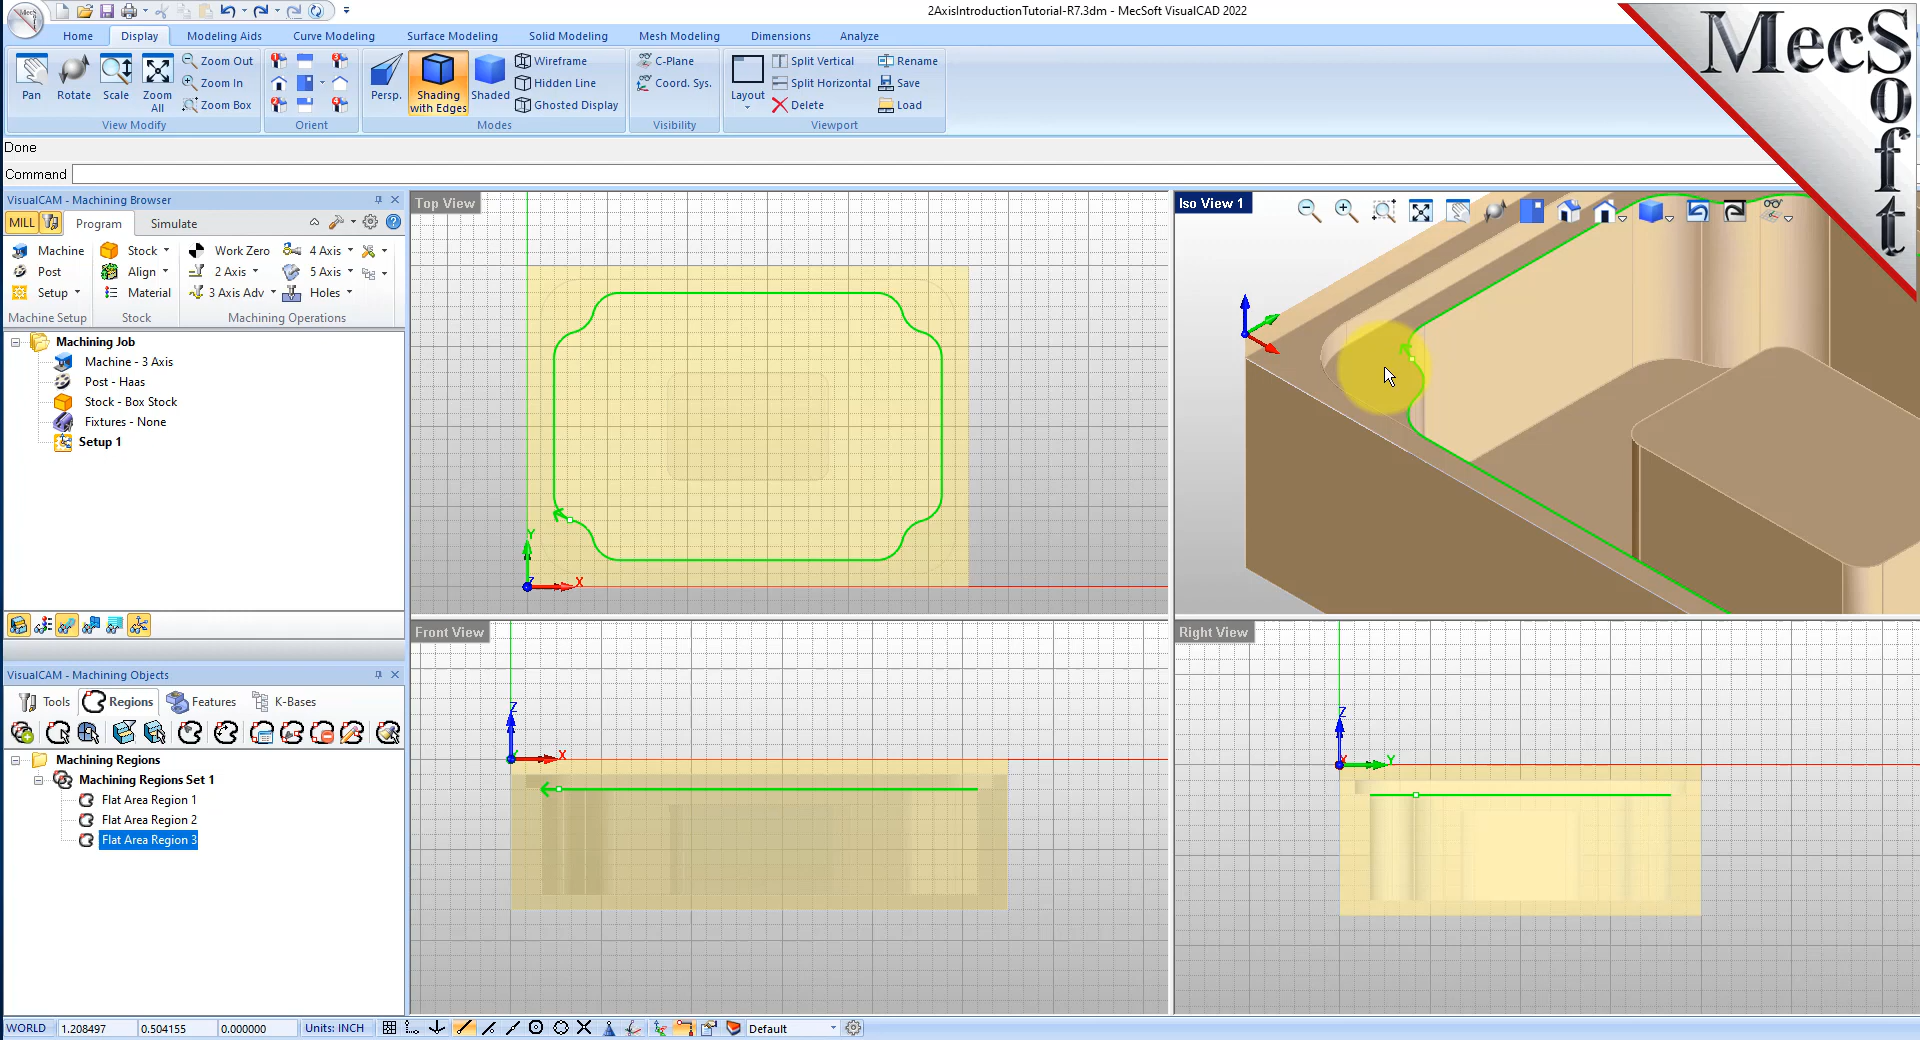 2AxisIntroductionTutorial-R7.3dm - MecSoft VisualCAD 2022
Home Display Modeling Aids Curve Modeling Surface Modeling Solid Modeling Mesh Modeling Dimensions Analyze
Pan Rotate Scale Zoom All Zoom Out Zoom In Zoom Box
Persp. Shading with Edges Shaded Wireframe Hidden Line Ghosted Display
C-Plane Coord. Sys.
Layout Split Vertical Split Horizontal Delete Rename Save Load
View Modify Orient Modes Visibility Viewport
MecSoft
Done
Command
VisualCAM - Machining Browser
MILL Program Simulate
Machine Stock Work Zero 4 Axis
Post Align 2 Axis 5 Axis
Setup Material 3 Axis Adv Holes
Machine Setup Stock Machining Operations
Machining Job
Machine - 3 Axis
Post - Haas
Stock - Box Stock
Fixtures - None
Setup 1
VisualCAM - Machining Objects
Tools Regions Features K-Bases
Machining Regions
Machining Regions Set 1
Flat Area Region 1
Flat Area Region 2
Flat Area Region 3
Top View
Y
Z
X
Iso View 1
Front View
Z
X
Right View
Z
X
Y
WORLD 1.208497 0.504155 0.000000 Units: INCH Default